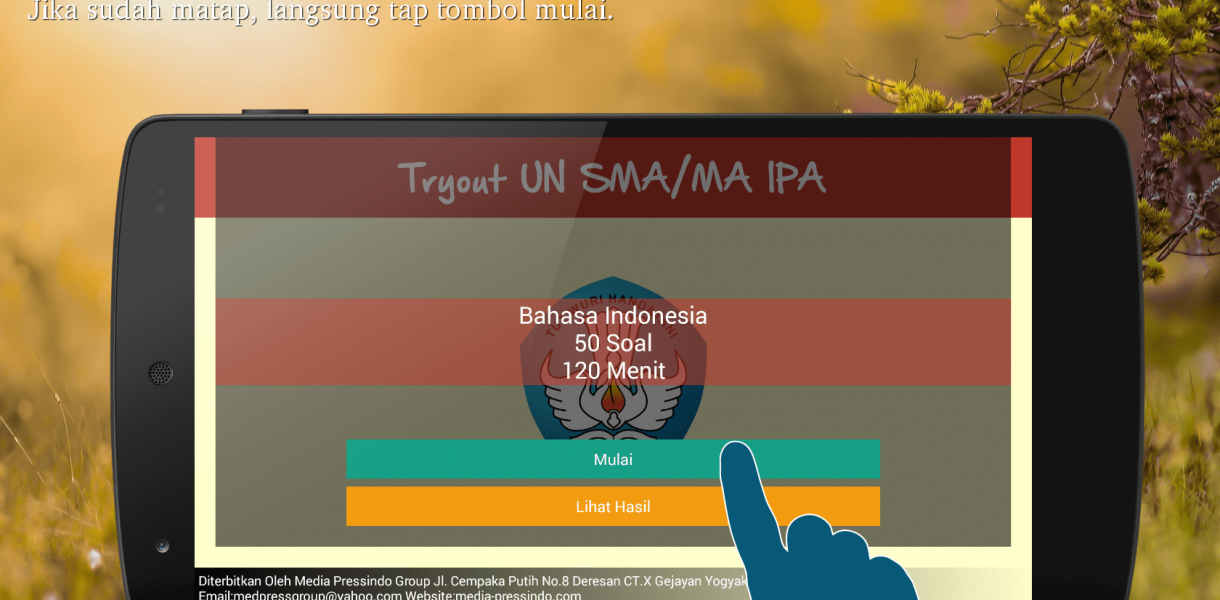 Jika sudah matap, langsung tap tombol mulai.
Tryout UN SMA/MA IPA
Bahasa Indonesia
50 Soal
120 Menit
Mulai
Lihat Hasil
Diterbitkan Oleh Media Pressindo Group Jl. Cempaka Putih No.8 Deresan CT.X Gejayan
Email:medpressgroup@yahoo.com Website:media-pressindo.com